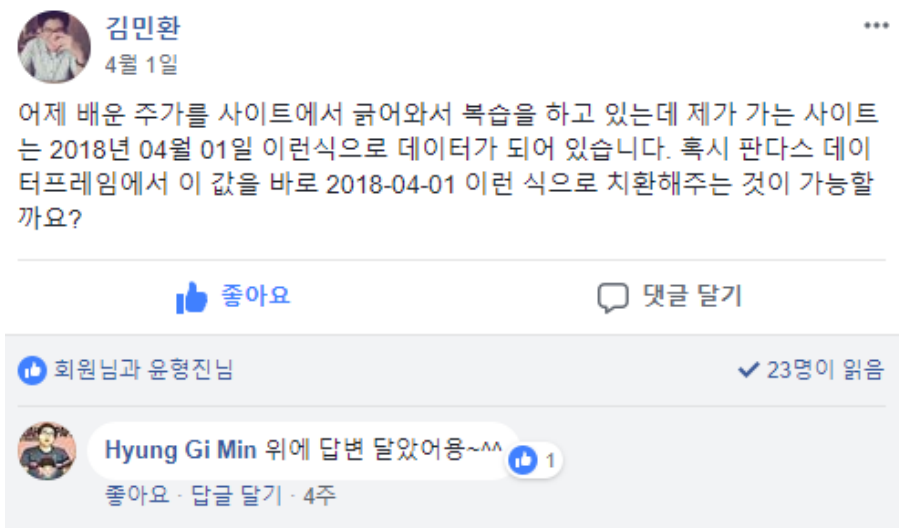 김민환
4월 1일
어제 배운 주가를 사이트에서 긁어와서 복습을 하고 있는데 제가 가는 사이트
는 2018년 04월 01일 이런식으로 데이터가 되어 있습니다. 혹시 판다스 데이
터프레임에서 이 값을 바로 2018-04-01 이런 식으로 치환해주는 것이 가능할
까요?
좋아요 댓글 달기
회원님과 윤형진님 23명이 읽음
Hyung Gi Min 위에 답변 달았어용~^^ 1
좋아요 · 답글 달기 · 4주